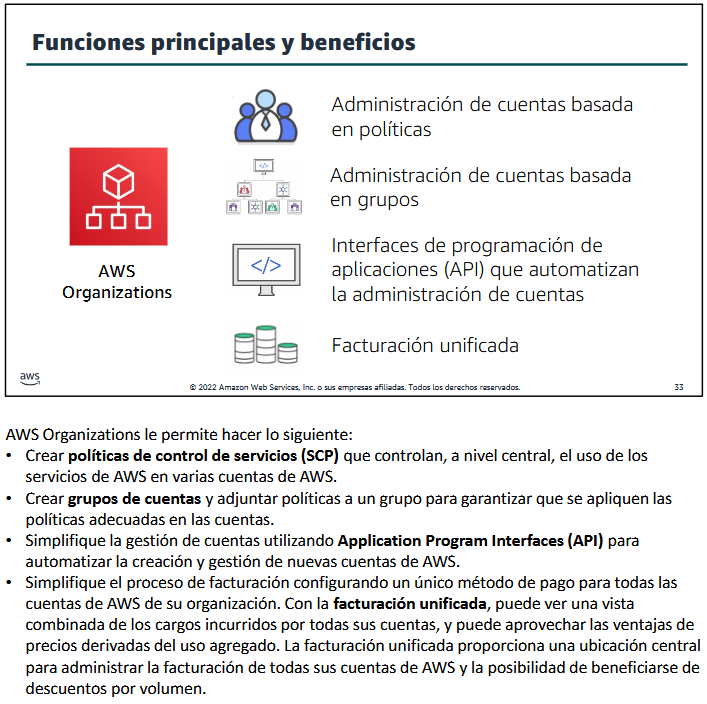 Funciones principales y beneficios
Administración de cuentas basada
en políticas
</>
Administración de cuentas basada
en grupos
AWS
Organizations
</>
Interfaces de programación de
aplicaciones (API) que automatizan
la administración de cuentas
Facturación unificada
aws
© 2022 Amazon Web Services, Inc. o sus empresas afiliadas. Todos los derechos reservados.
33
AWS Organizations le permite hacer lo siguiente:
• Crear políticas de control de servicios (SCP) que controlan, a nivel central, el uso de los
servicios de AWS en varias cuentas de AWS.
• Crear grupos de cuentas y adjuntar políticas a un grupo para garantizar que se apliquen las
políticas adecuadas en las cuentas.
• Simplifique la gestión de cuentas utilizando Application Program Interfaces (API) para
automatizar la creación y gestión de nuevas cuentas de AWS.
• Simplifique el proceso de facturación configurando un único método de pago para todas las
cuentas de AWS de su organización. Con la facturación unificada, puede ver una vista
combinada de los cargos incurridos por todas sus cuentas, y puede aprovechar las ventajas de
precios derivadas del uso agregado. La facturación unificada proporciona una ubicación central
para administrar la facturación de todas sus cuentas de AWS y la posibilidad de beneficiarse de
descuentos por volumen.